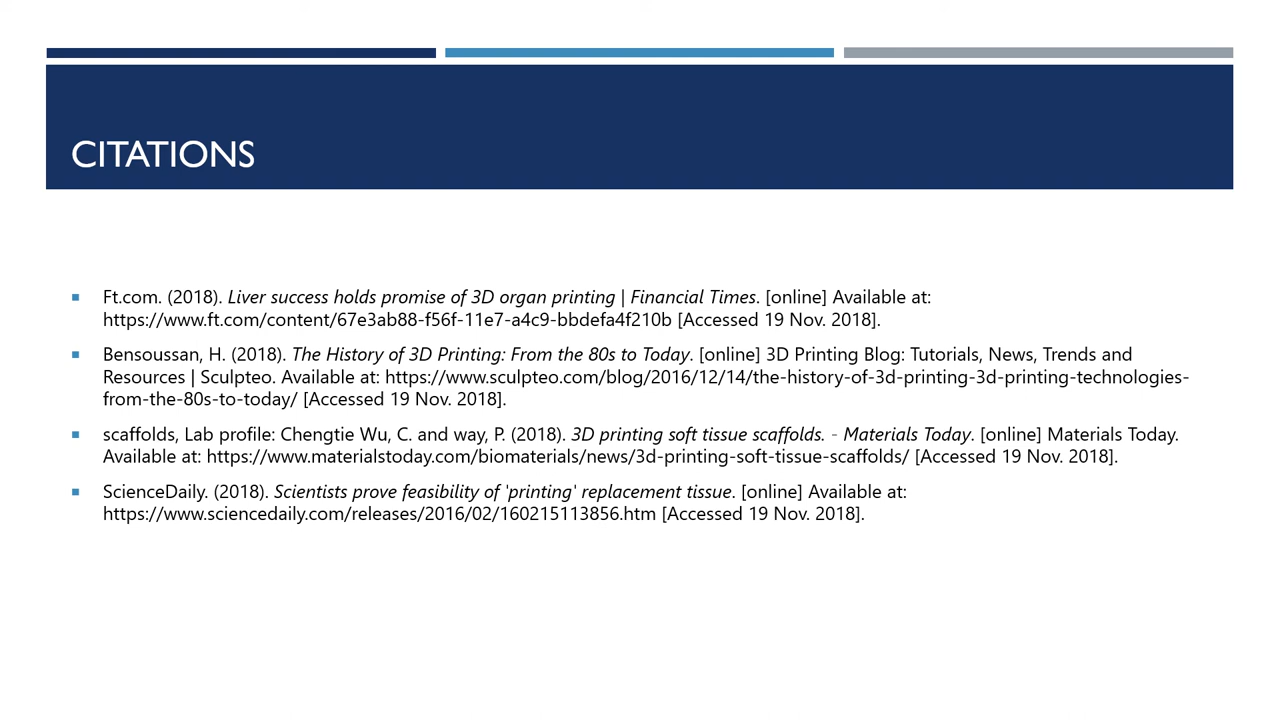 CITATIONS
Ft.com. (2018). Liver success holds promise of 3D organ printing | Financial Times. [online] Available at:
https://www.ft.com/content/67e3ab88-f56f-11e7-a4c9-bbdefa4f210b [Accessed 19 Nov. 2018].
Bensoussan, H. (2018). The History of 3D Printing: From the 80s to Today. [online] 3D Printing Blog: Tutorials, News, Trends and
Resources | Sculpteo. Available at: https://www.sculpteo.com/blog/2016/12/14/the-history-of-3d-printing-3d-printing-technologies-
from-the-80s-to-today/ [Accessed 19 Nov. 2018].
scaffolds, Lab profile: Chengtie Wu, C. and way, P. (2018). 3D printing soft tissue scaffolds. - Materials Today. [online] Materials Today.
Available at: https://www.materialstoday.com/biomaterials/news/3d-printing-soft-tissue-scaffolds/ [Accessed 19 Nov. 2018].
ScienceDaily. (2018). Scientists prove feasibility of 'printing' replacement tissue. [online] Available at:
https://www.sciencedaily.com/releases/2016/02/160215113856.htm [Accessed 19 Nov. 2018].